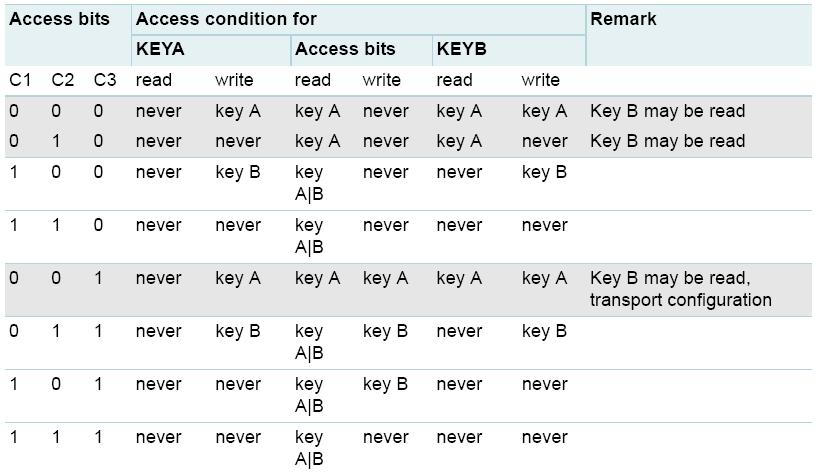 Access bits Access condition for Remark
KEYA Access bits KEYB
C1 C2 C3 read write read write read write
0 0 0 never key A key A never key A key A Key B may be read
0 1 0 never never key A never key A never Key B may be read
1 0 0 never key B key never never key B
A|B
1 1 0 never never key never never never
A|B
0 0 1 never key A key A key A key A key A Key B may be read,
transport configuration
0 1 1 never key B key key B never key B
A|B
1 0 1 never never key key B never never
A|B
1 1 1 never never key never never never
A|B